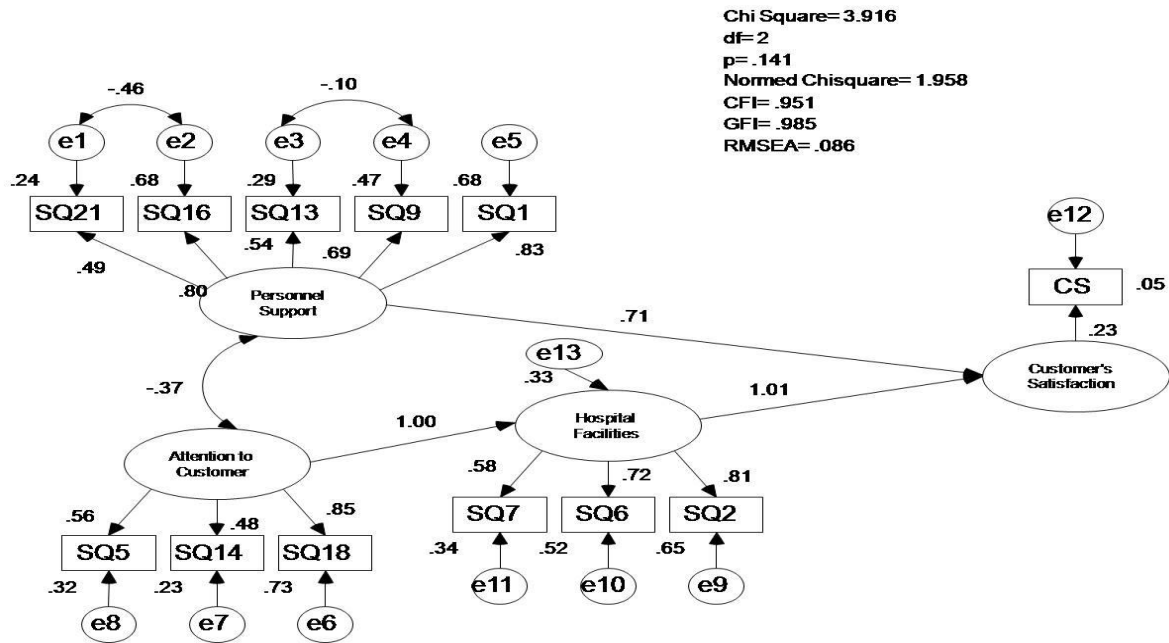 Chi Square= 3.916
df= 2
p= .141
Normed Chisquare= 1.958
CFI= .951
GFI= .985
RMSEA= .086
-.46
-.10
e1
e2
e3
e4
e5
.24
.68
.29
.47
.68
SQ21
SQ16
SQ13
SQ9
SQ1
e12
.49
.80
.54
.69
.83
CS
.05
Personnel
Support
.71
.23
e13
.33
Customer's
Satisfaction
-.37
1.00
1.01
Hospital
Facilities
Attention to
Customer
.58
.72
.81
.56
.48
.85
SQ7
SQ6
SQ2
SQ5
SQ14
SQ18
.34
.52
.65
.32
.23
.73
e11
e10
e9
e8
e7
e6